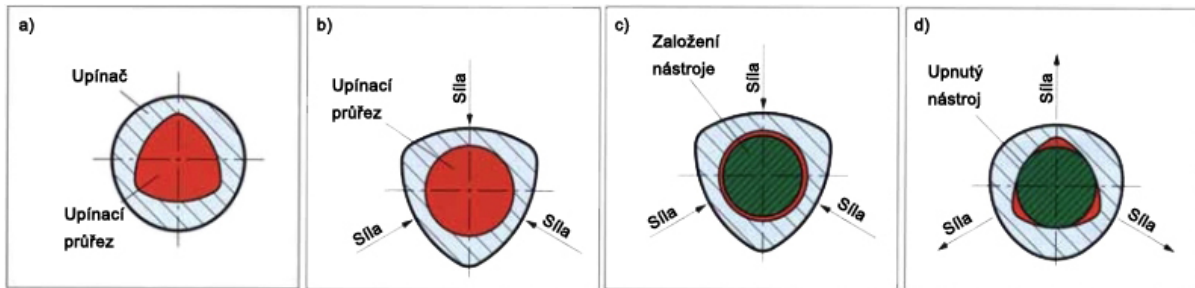 a)
Upínač
Upínací
průřez
b)
Upínací
průřez
Síla
Síla
Síla
c)
Založení
nástroje
Síla
Síla
Síla
d)
Upnutý
nástroj
Síla
Síla
Síla